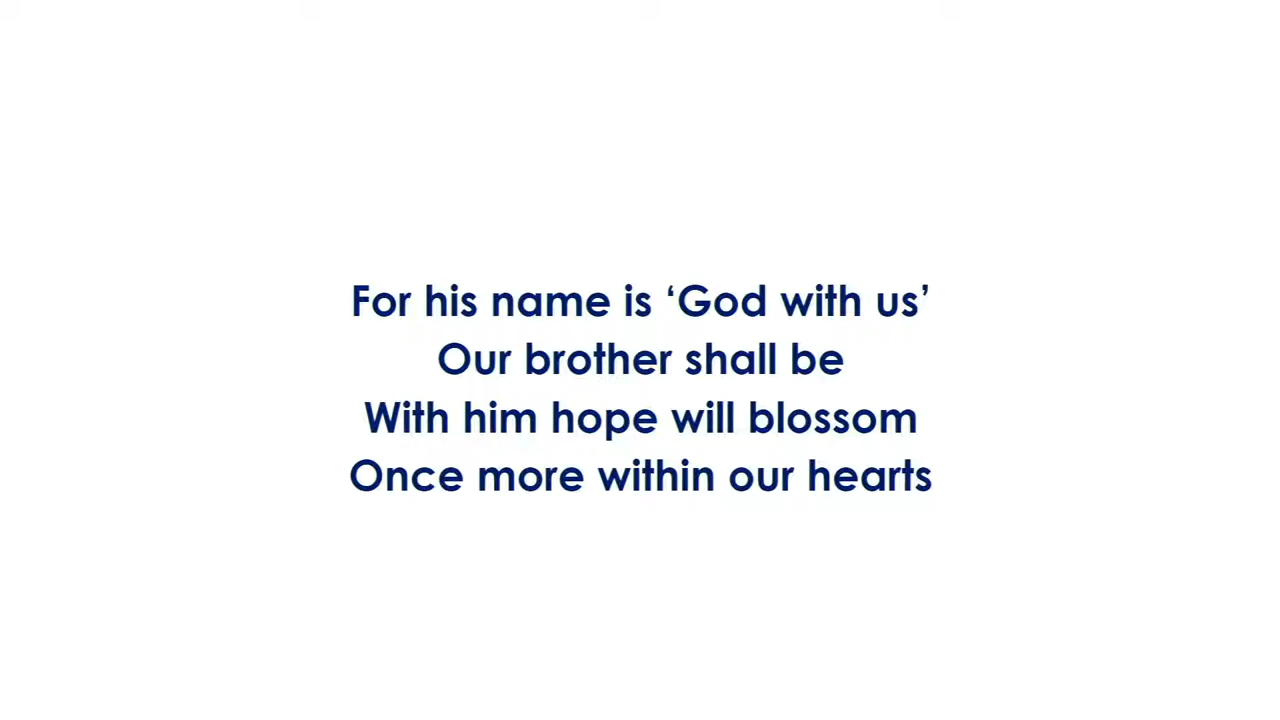 For his name is ‘God with us’
Our brother shall be
With him hope will blossom
Once more within our hearts